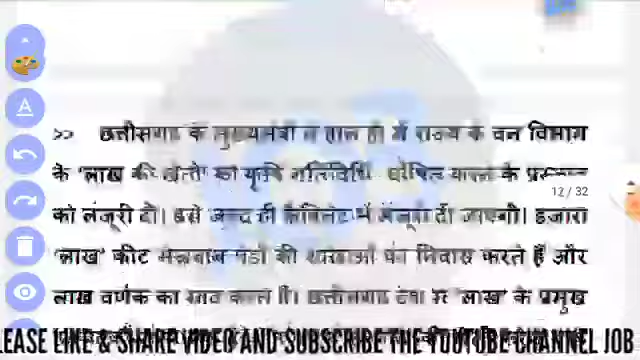 >> छत्तीसगढ़ के मुख्यमंत्री ने हाल ही में राज्य के वन विभाग
के 'लाख की खेती' को कृषि गतिविधि घोषित करने के
12 / 32
को मंजूरी दी। इसे जल्द ही कैबिनेट में मंजूरी दी जाएगी। हजारों
'लाख' कीट मेजबान पेड़ों की शाखाओं पर निवास करते हैं और
लाख वर्णक का स्राव करते हैं। छत्तीसगढ़ देश में 'लाख' के प्रमुख
LEASE LIKE & SHARE VIDEO AND SUBSCRIBE THE YOUTUBE CHANNEL JOB